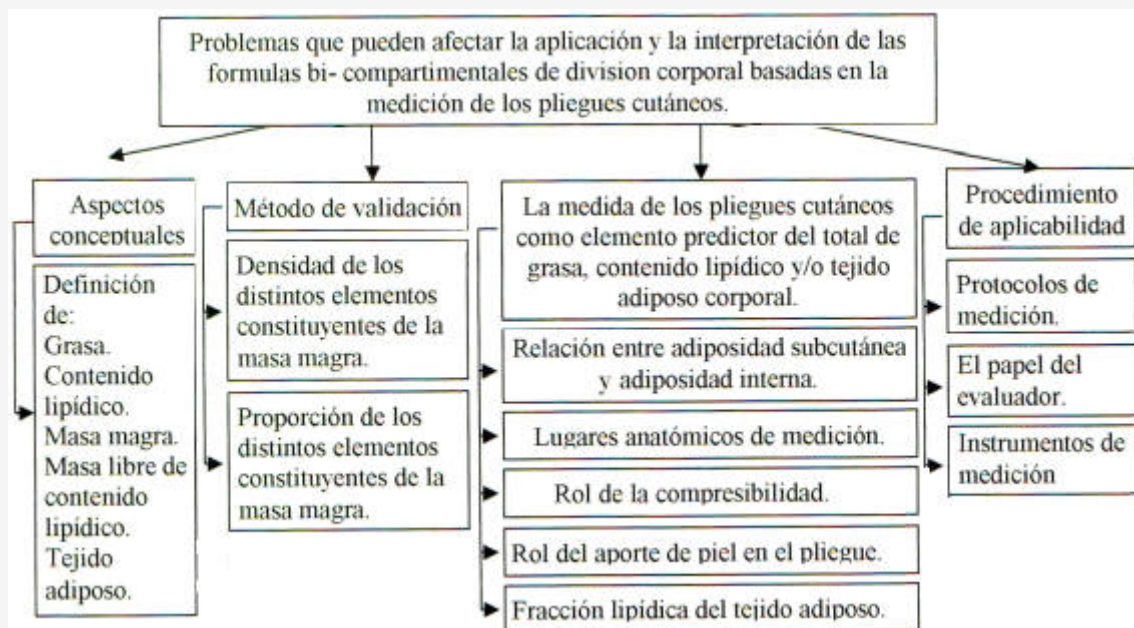 Problemas que pueden afectar la aplicación y la interpretación de las
formulas bi- compartimentales de division corporal basadas en la
medición de los pliegues cutáneos.
Aspectos
conceptuales
Definición
de:
Grasa.
Contenido
lipídico.
Masa magra.
Masa libre de
contenido
lipídico.
Tejido
adiposo.
Método de validación
Densidad de los
distintos elementos
constituyentes de la
masa magra.
Proporción de los
distintos elementos
constituyentes de la
masa magra.
La medida de los pliegues cutáneos
como elemento predictor del total de
grasa, contenido lipídico y/o tejido
adiposo corporal.
Relación entre adiposidad subcutánea
y adiposidad interna.
Lugares anatómicos de medición.
Rol de la compresibilidad.
Rol del aporte de piel en el pliegue.
Fracción lipídica del tejido adiposo.
Procedimiento
de aplicabilidad
Protocolos de
medición.
El papel del
evaluador.
Instrumentos de
medición